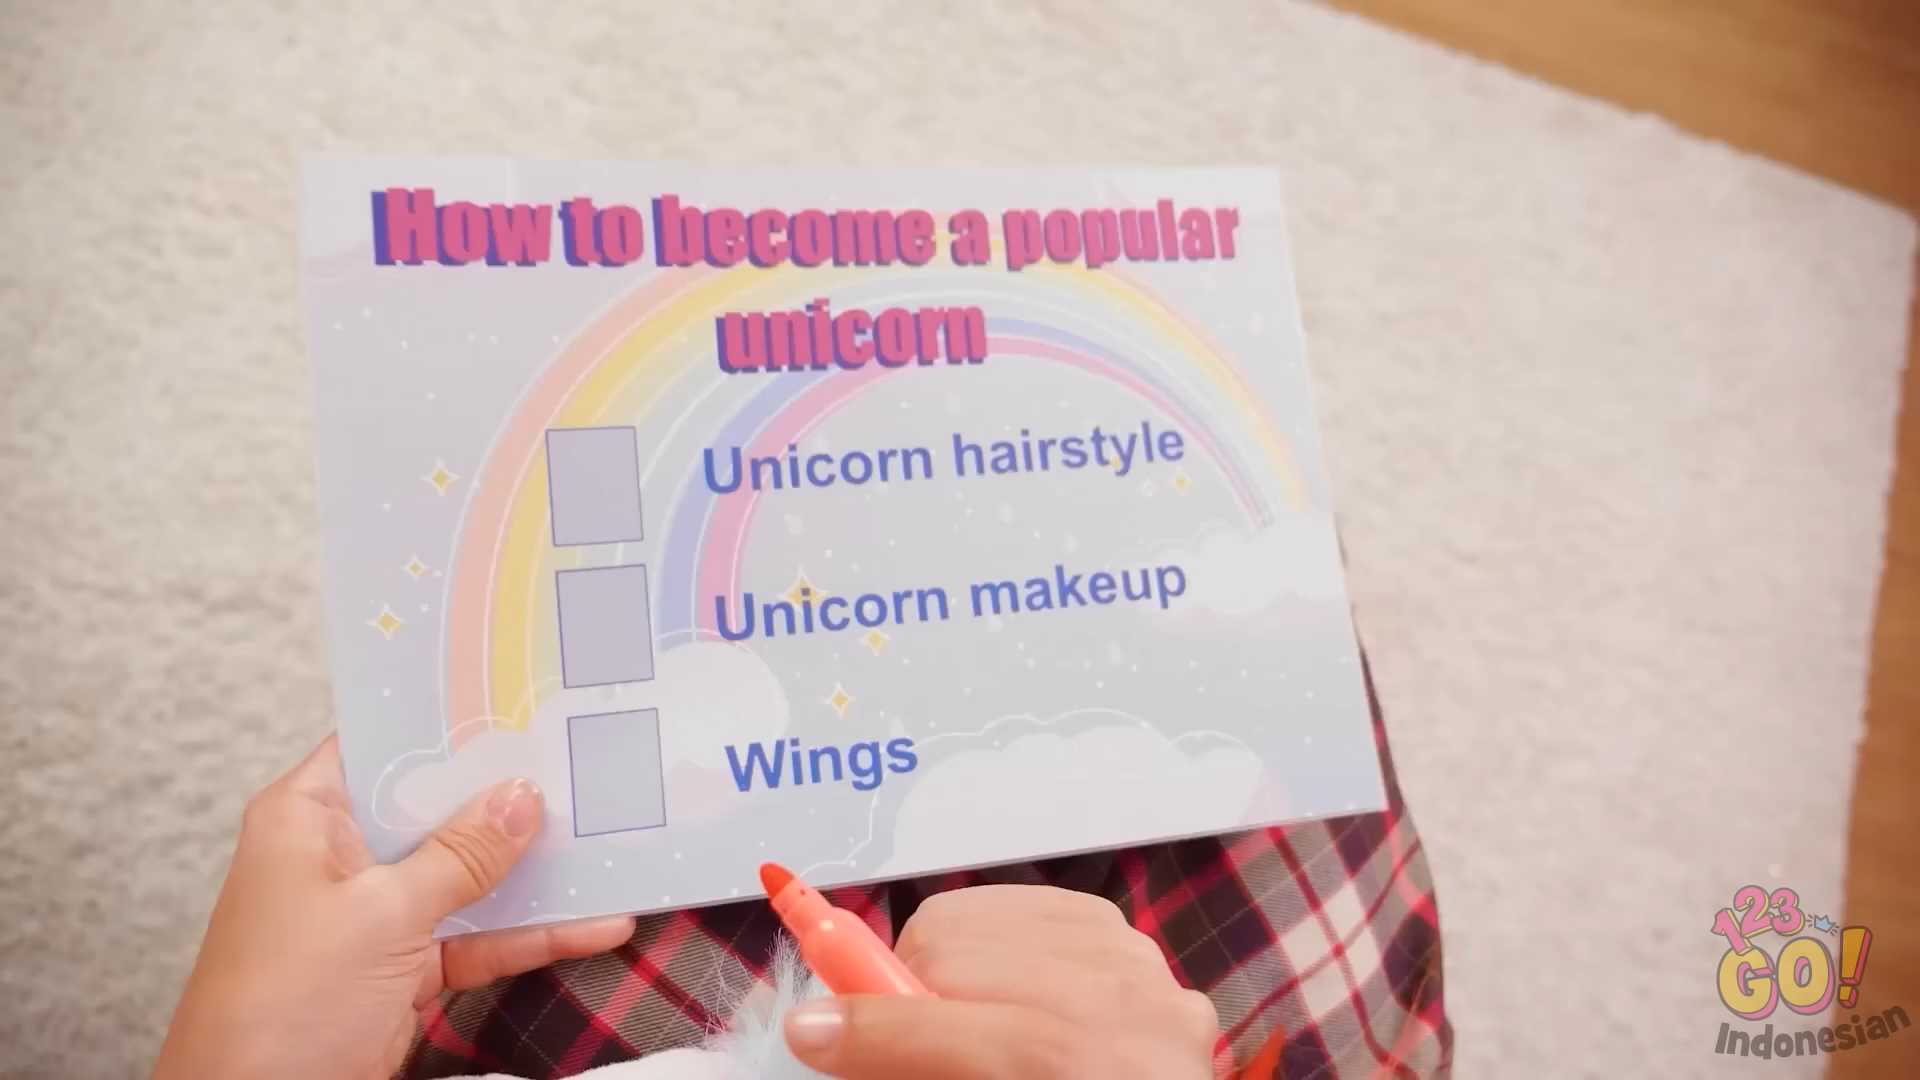 How to become a popular
unicorn
Unicorn hairstyle
Unicorn makeup
Wings
123
GO!
Indonesian